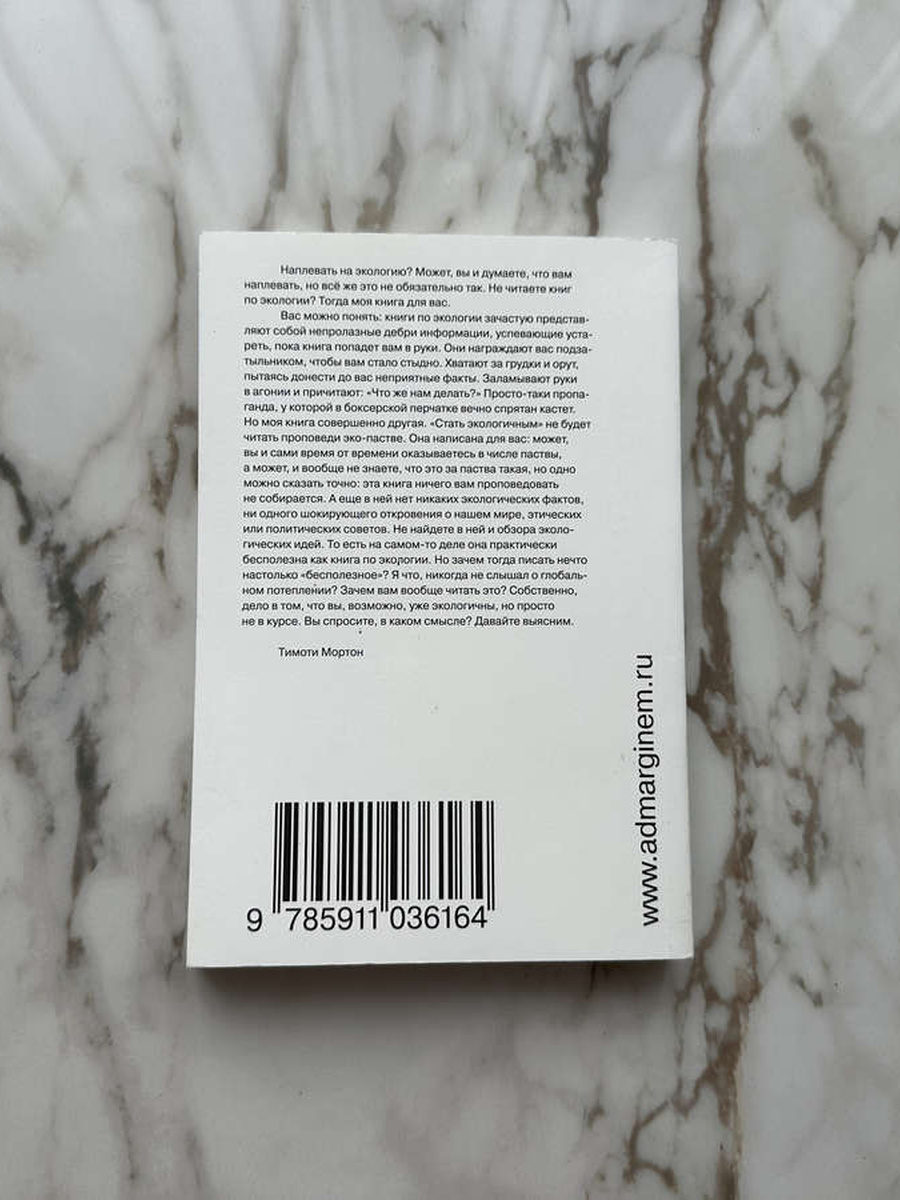 Наплевать на экологию? Может, вы и думаете, что вам
наплевать, но всё же это не обязательно так. Не читаете книг
по экологии? Тогда моя книга для вас.
Вас можно понять: книги по экологии зачастую представ-
ляют собой непролазные дебри информации, успевающие уста-
реть, пока книга попадет вам в руки. Они награждают вас подза-
тыльником, чтобы вам стало стыдно. Хватают за грудки и орут,
пытаясь донести до вас неприятные факты. Заламывают руки
в агонии и причитают: «Что же нам делать?» Просто-таки пропа-
ганда, у которой в боксерской перчатке вечно спрятан кастет.
Но моя книга совершенно другая. «Стать экологичным» не будет
читать проповеди эко-пастве. Она написана для вас: может,
вы и сами время от времени оказываетесь в числе паствы,
а может, и вообще не знаете, что это за паства такая, но одно
можно сказать точно: эта книга ничего вам проповедовать
не собирается. А еще в ней нет никаких экологических фактов,
ни одного шокирующего откровения о нашем мире, этических
или политических советов. Не найдете в ней и обзора эколо-
гических идей. То есть на самом-то деле она практически
бесполезна как книга по экологии. Но зачем тогда писать нечто
настолько «бесполезное»? Я что, никогда не слышал о глобаль-
ном потеплении? Зачем вам вообще читать это? Собственно,
дело в том, что вы, возможно, уже экологичны, но просто
не в курсе. Вы спросите, в каком смысле? Давайте выясним.
Тимоти Мортон
www.admarginem.ru
9 785911 036164